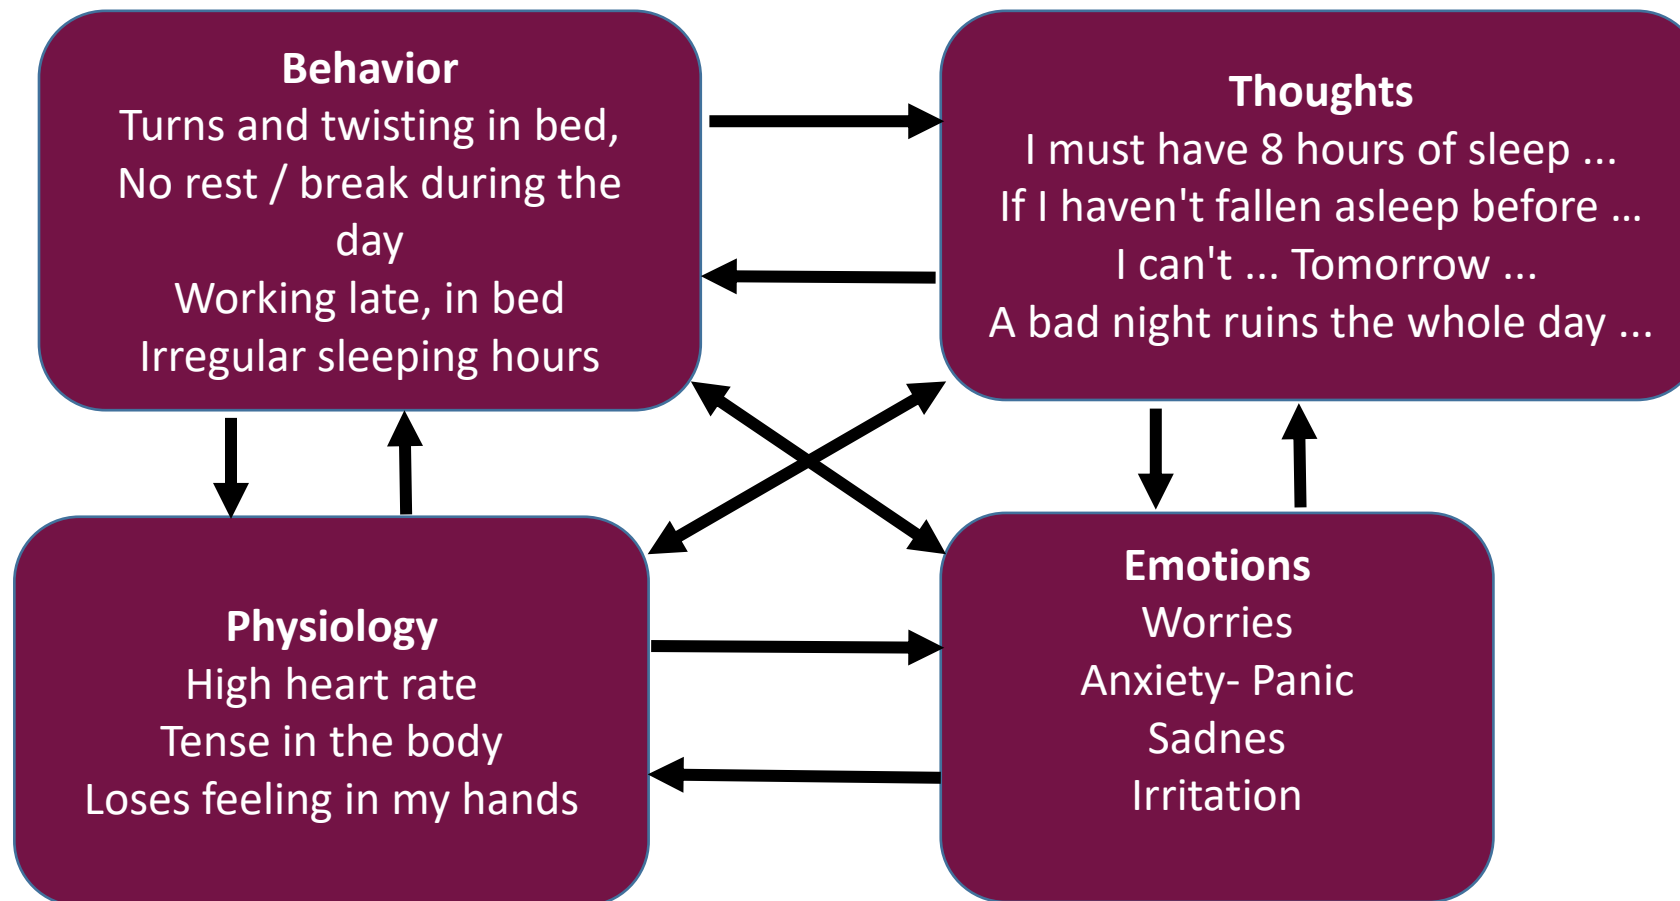 Behavior
Turns and twisting in bed,
No rest / break during the
day
Working late, in bed
Irregular sleeping hours
Thoughts
I must have 8 hours of sleep ...
If I haven't fallen asleep before ...
I can't ... Tomorrow ...
A bad night ruins the whole day ...
Physiology
High heart rate
Tense in the body
Loses feeling in my hands
Emotions
Worries
Anxiety- Panic
Sadnes
Irritation